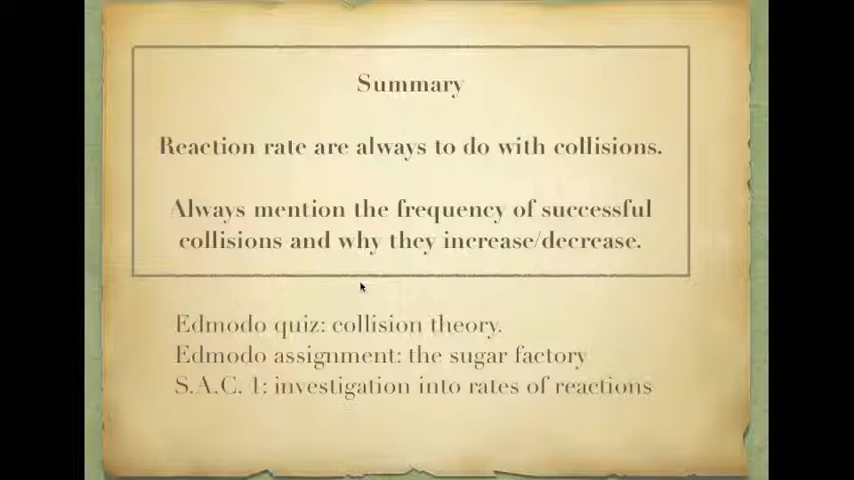 Summary
Reaction rate are always to do with collisions.
Always mention the frequency of successful
collisions and why they increase/decrease.
Edmodo quiz: collision theory.
Edmodo assignment: the sugar factory
S.A.C. 1: investigation into rates of reactions